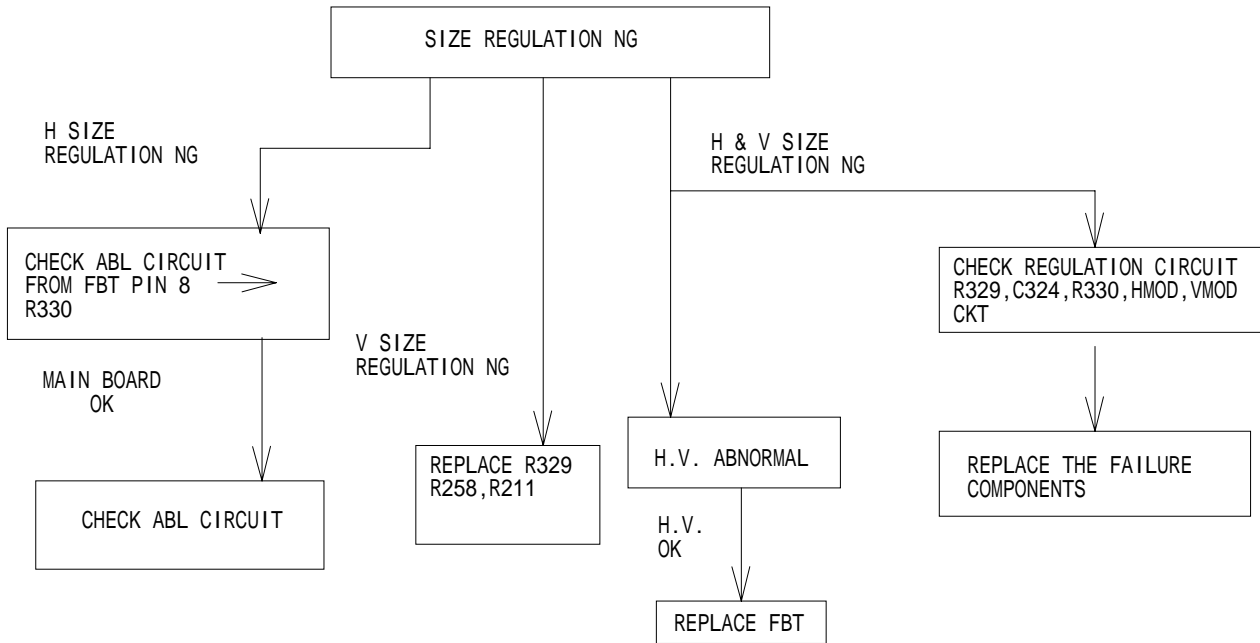 SIZE REGULATION NG
H SIZE
REGULATION NG
H & V SIZE
REGULATION NG
CHECK ABL CIRCUIT
FROM FBT PIN 8
R330
CHECK REGULATION CIRCUIT
R329,C324,R330,HMOD,VMOD
CKT
V SIZE
REGULATION NG
MAIN BOARD
OK
REPLACE R329
R258,R211
H.V. ABNORMAL
REPLACE THE FAILURE
COMPONENTS
CHECK ABL CIRCUIT
H.V.
OK
REPLACE FBT